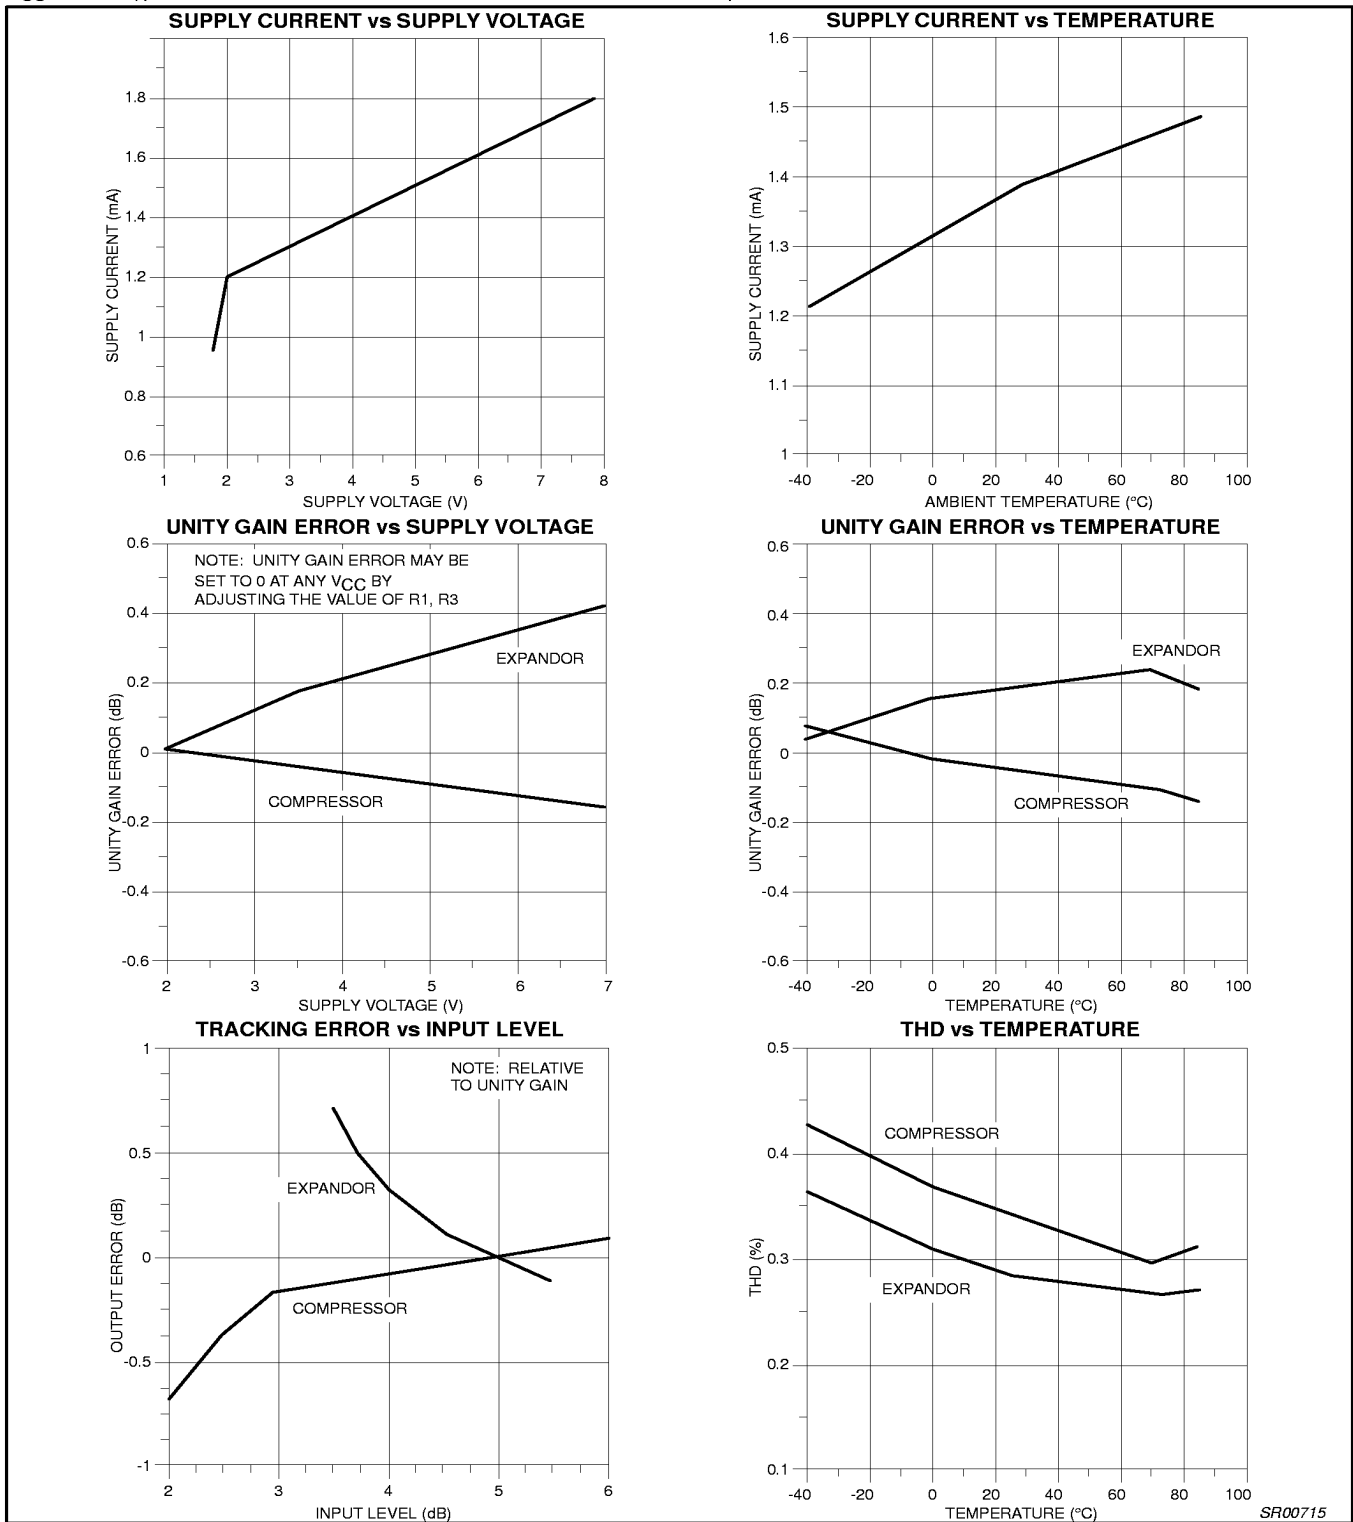 SUPPLY CURRENT vs SUPPLY VOLTAGE
1.8
1.6
1.4
1.2
1
0.8
0.6
SUPPLY CURRENT (mA)
1 2 3 4 5 6 7 8
SUPPLY VOLTAGE (V)
SUPPLY CURRENT vs TEMPERATURE
1.6
1.5
1.4
1.3
1.2
1.1
1
SUPPLY CURRENT (mA)
-40 -20 0 20 40 60 80 100
AMBIENT TEMPERATURE (°C)
UNITY GAIN ERROR vs SUPPLY VOLTAGE
NOTE: UNITY GAIN ERROR MAY BE
SET TO 0 AT ANY VCC BY
ADJUSTING THE VALUE OF R1, R3
0.6
0.4
0.2
0
-0.2
-0.4
-0.6
UNITY GAIN ERROR (dB)
EXPANDOR
COMPRESSOR
2 3 4 5 6 7
SUPPLY VOLTAGE (V)
UNITY GAIN ERROR vs TEMPERATURE
0.6
0.4
0.2
0
-0.2
-0.4
-0.6
UNITY GAIN ERROR (dB)
EXPANDOR
COMPRESSOR
-40 -20 0 20 40 60 80 100
TEMPERATURE (°C)
TRACKING ERROR vs INPUT LEVEL
NOTE: RELATIVE
TO UNITY GAIN
1
0.5
0
-0.5
-1
OUTPUT ERROR (dB)
EXPANDOR
COMPRESSOR
2 3 4 5 6
INPUT LEVEL (dB)
THD vs TEMPERATURE
0.5
0.4
0.3
0.2
0.1
THD (%)
COMPRESSOR
EXPANDOR
-40 -20 0 20 40 60 80 100
TEMPERATURE (°C)
SR00715